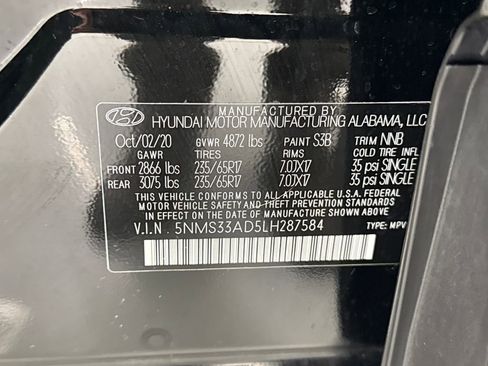 MANUFACTURED BY
HYUNDAI MOTOR MANUFACTURING ALABAMA, LLC
Oct/02/20 GVWR 4872 lbs PAINT S3B TRIM NNB
GAWR TIRES RIMS COLD TIRE INFL
FRONT 2866 lbs 235/65R17 7.0JX17 35 psi SINGLE
REAR 3075 lbs 235/65R17 7.0JX17 35 psi SINGLE
THIS VEHICLE CONFORMS TO ALL APPLICABLE U.S.A. FEDERAL
MOTOR VEHICLE SAFETY AND THEFT PREVENTION STANDARDS
IN EFFECT ON THE DATE OF MANUFACTURE SHOWN ABOVE.
V.I.N. 5NMS33AD5LH287584 TYPE: MPV